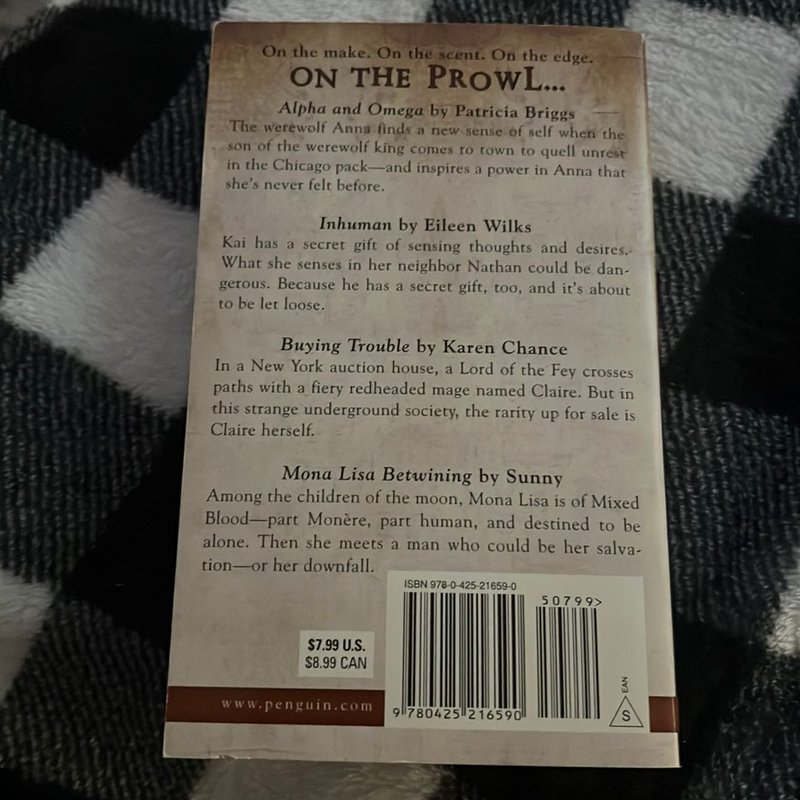 On the make. On the scent. On the edge.
ON THE PROWL...
Alpha and Omega by Patricia Briggs
The werewolf Anna finds a new sense of self when the
son of the werewolf king comes to town to quell unrest
in the Chicago pack—and inspires a power in Anna that
she's never felt before.
Inhuman by Eileen Wilks
Kai has a secret gift of sensing thoughts and desires.
What she senses in her neighbor Nathan could be dan-
gerous. Because he has a secret gift, too, and it's about
to be let loose.
Buying Trouble by Karen Chance
In a New York auction house, a Lord of the Fey crosses
paths with a fiery redheaded mage named Claire. But in
this strange underground society, the rarity up for sale is
Claire herself.
Mona Lisa Betwining by Sunny
Among the children of the moon, Mona Lisa is of Mixed
Blood—part Monère, part human, and destined to be
alone. Then she meets a man who could be her salva-
tion—or her downfall.
ISBN 978-0-425-21659-0
50799>
$7.99 U.S.
$8.99 CAN
www.penguin.com
9 780425 216590
EAN
S